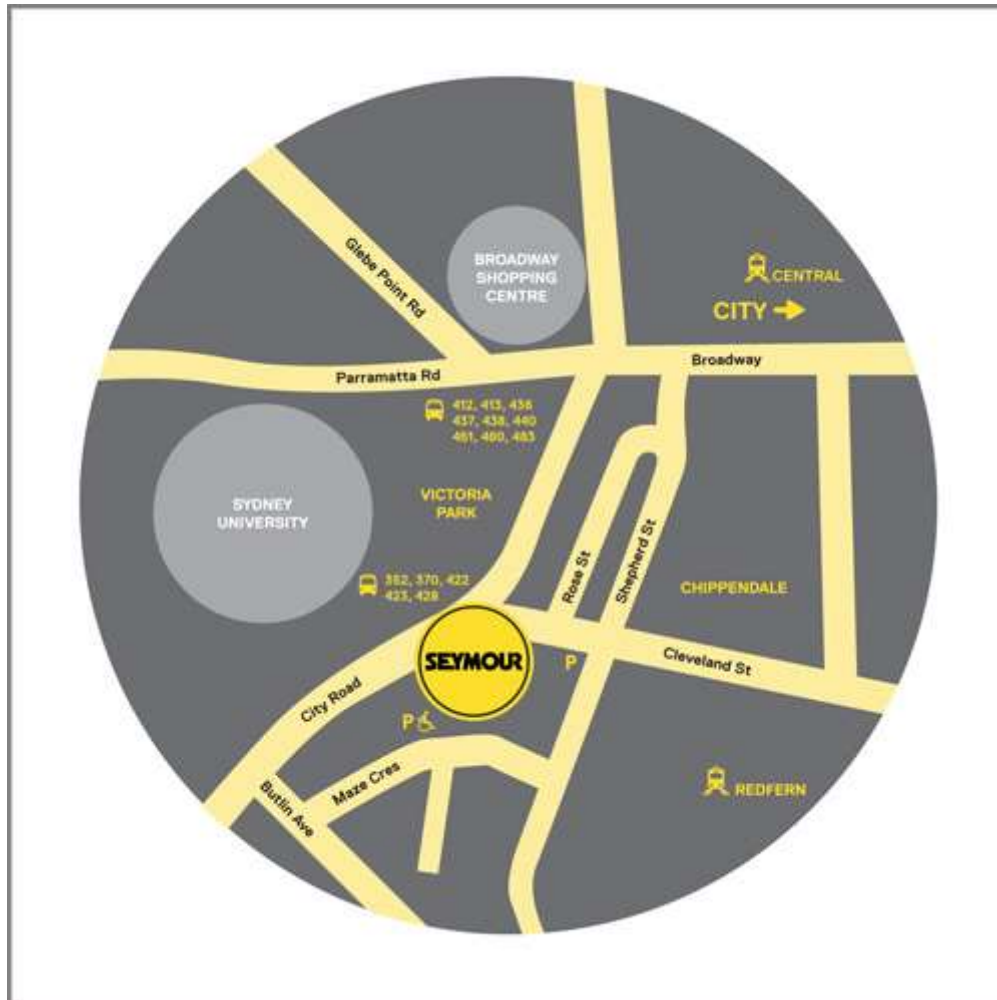 Glebe Point Rd
BROADWAY
SHOPPING
CENTRE
CENTRAL
CITY
Broadway
Parramatta Rd
412, 413, 436
437, 438, 440
461, 480, 483
SYDNEY
UNIVERSITY
VICTORIA
PARK
Rose St
Shepherd St
352, 370, 422
423, 428
CHIPPENDALE
SEYMOUR
P
Cleveland St
City Road
P
Maze Cres
Butlin Ave
REDFERN